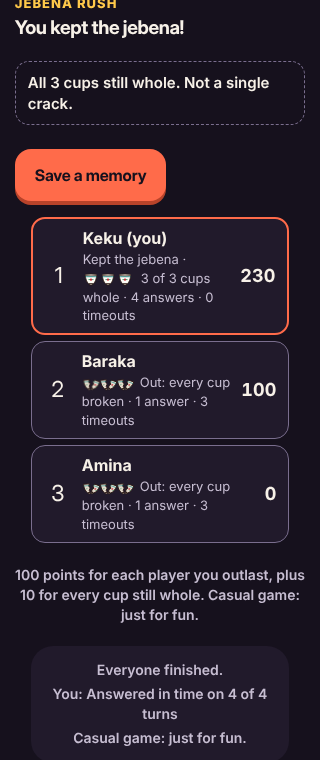 JEBENA RUSH
You kept the jebena!
All 3 cups still whole. Not a single
crack.
Save a memory
1
Keku (you)
Kept the jebena ·
3 of 3 cups
whole · 4 answers · 0
timeouts
230
2
Baraka
Out: every cup
broken · 1 answer · 3
timeouts
100
3
Amina
Out: every cup
broken · 1 answer · 3
timeouts
0
100 points for each player you outlast, plus
10 for every cup still whole. Casual game:
just for fun.
Everyone finished.
You: Answered in time on 4 of 4
turns
Casual game: just for fun.